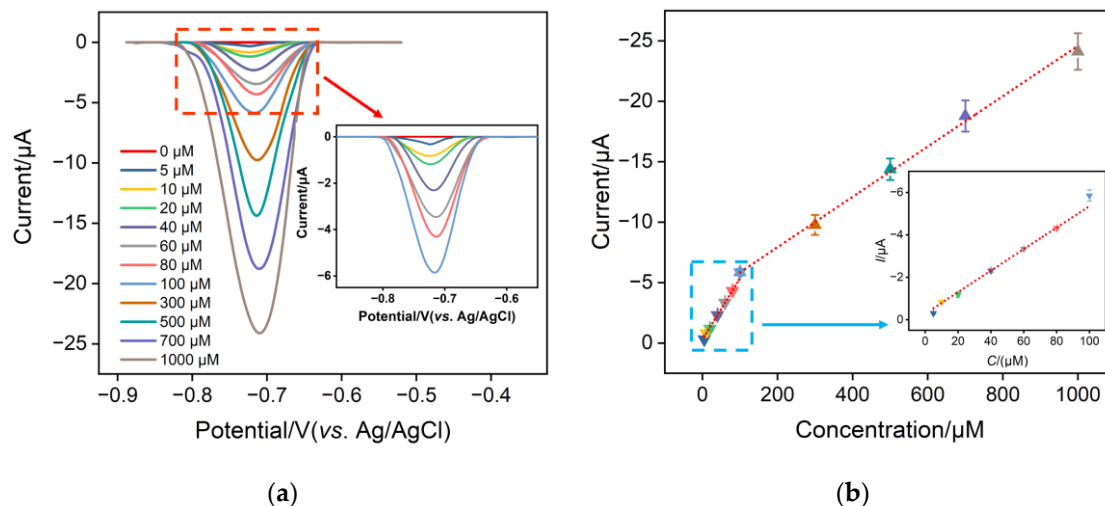 0
−5
−10
−15
−20
−25
Current/µA
0 µM
5 µM
10 µM
20 µM
40 µM
60 µM
80 µM
100 µM
300 µM
500 µM
700 µM
1000 µM
−0.9
−0.8
−0.7
−0.6
−0.5
−0.4
Potential/V(vs. Ag/AgCl)
0
−2
−4
−6
Current/µA
−0.8
−0.7
−0.6
Potential/V(vs. Ag/AgCl)
(a)
−25
−20
−15
−10
−5
0
Current/µA
0
200
400
600
800
1000
Concentration/µM
−6
−4
−2
0
I/µA
0
20
40
60
80
100
C/(µM)
(b)